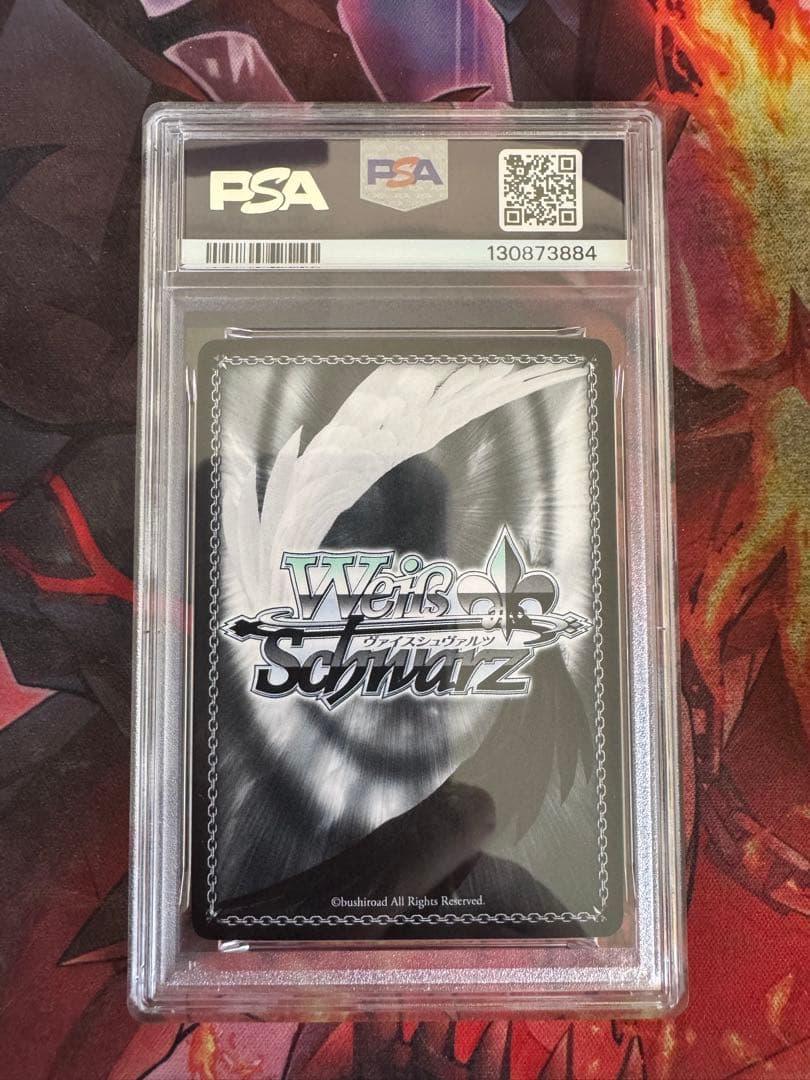 PSA
PSA
130873884
Weiß
ヴァイスシュヴァルツ
Schwarz
©bushiroad All Rights Reserved.